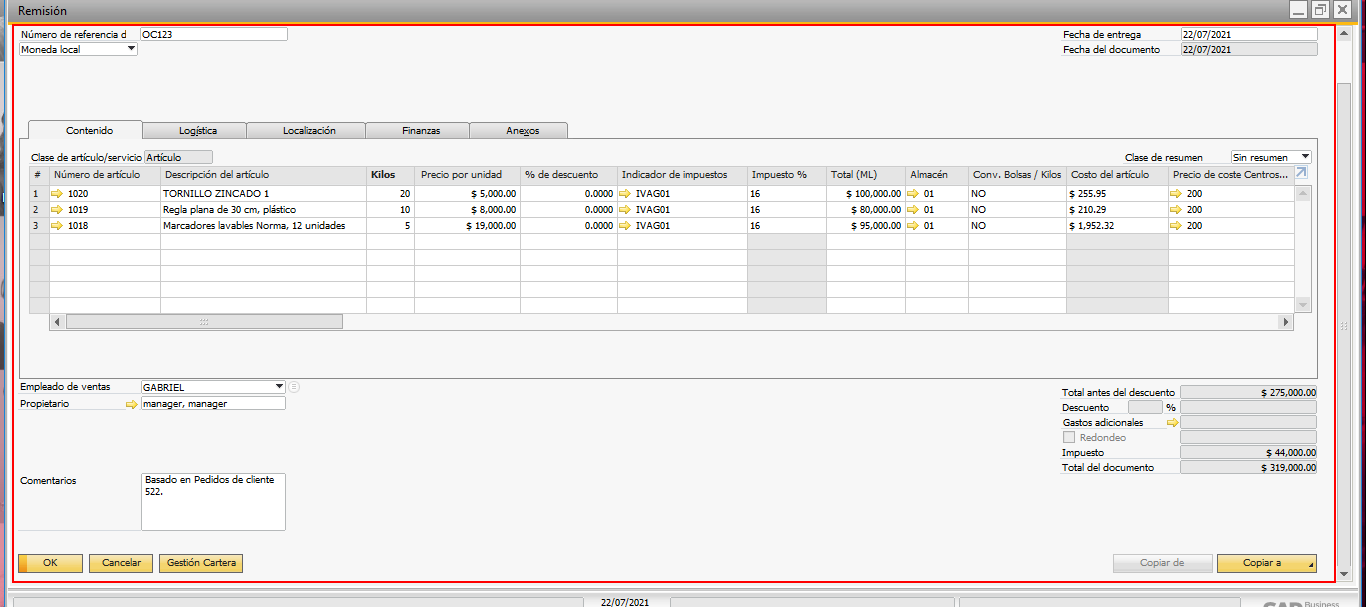 Remisión
Número de referencia d OC123 Fecha de entrega 22/07/2021
Moneda local Fecha del documento 22/07/2021
Contenido Logística Localización Finanzas Anexos
Clase de artículo/servicio Artículo Clase de resumen Sin resumen
# Número de artículo Descripción del artículo Kilos Precio por unidad % de descuento Indicador de impuestos Impuesto % Total (ML) Almacén Conv. Bolsas / Kilos Costo del artículo Precio de coste Centros...
1 1020 TORNILLO ZINCADO 1 20 $ 5,000.00 0.0000 IVAG01 16 $ 100,000.00 01 NO $ 255.95 200
2 1019 Regla plana de 30 cm, plástico 10 $ 8,000.00 0.0000 IVAG01 16 $ 80,000.00 01 NO $ 210.29 200
3 1018 Marcadores lavables Norma, 12 unidades 5 $ 19,000.00 0.0000 IVAG01 16 $ 95,000.00 01 NO $ 1,952.32 200
Empleado de ventas GABRIEL Total antes del descuento $ 275,000.00
Propietario manager, manager Descuento %
Gastos adicionales
Redondeo
Impuesto $ 44,000.00
Total del documento $ 319,000.00
Comentarios Basado en Pedidos de cliente
522.
OK Cancelar Gestión Cartera Copiar de Copiar a
22/07/2021 Business